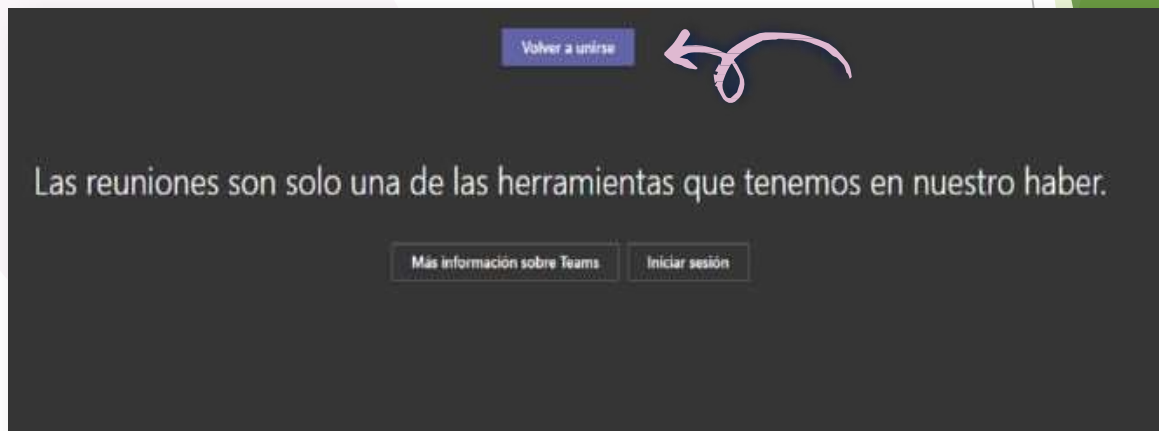 Volver a unirse
Las reuniones son solo una de las herramientas que tenemos en nuestro haber.
Más información sobre Teams
Iniciar sesión